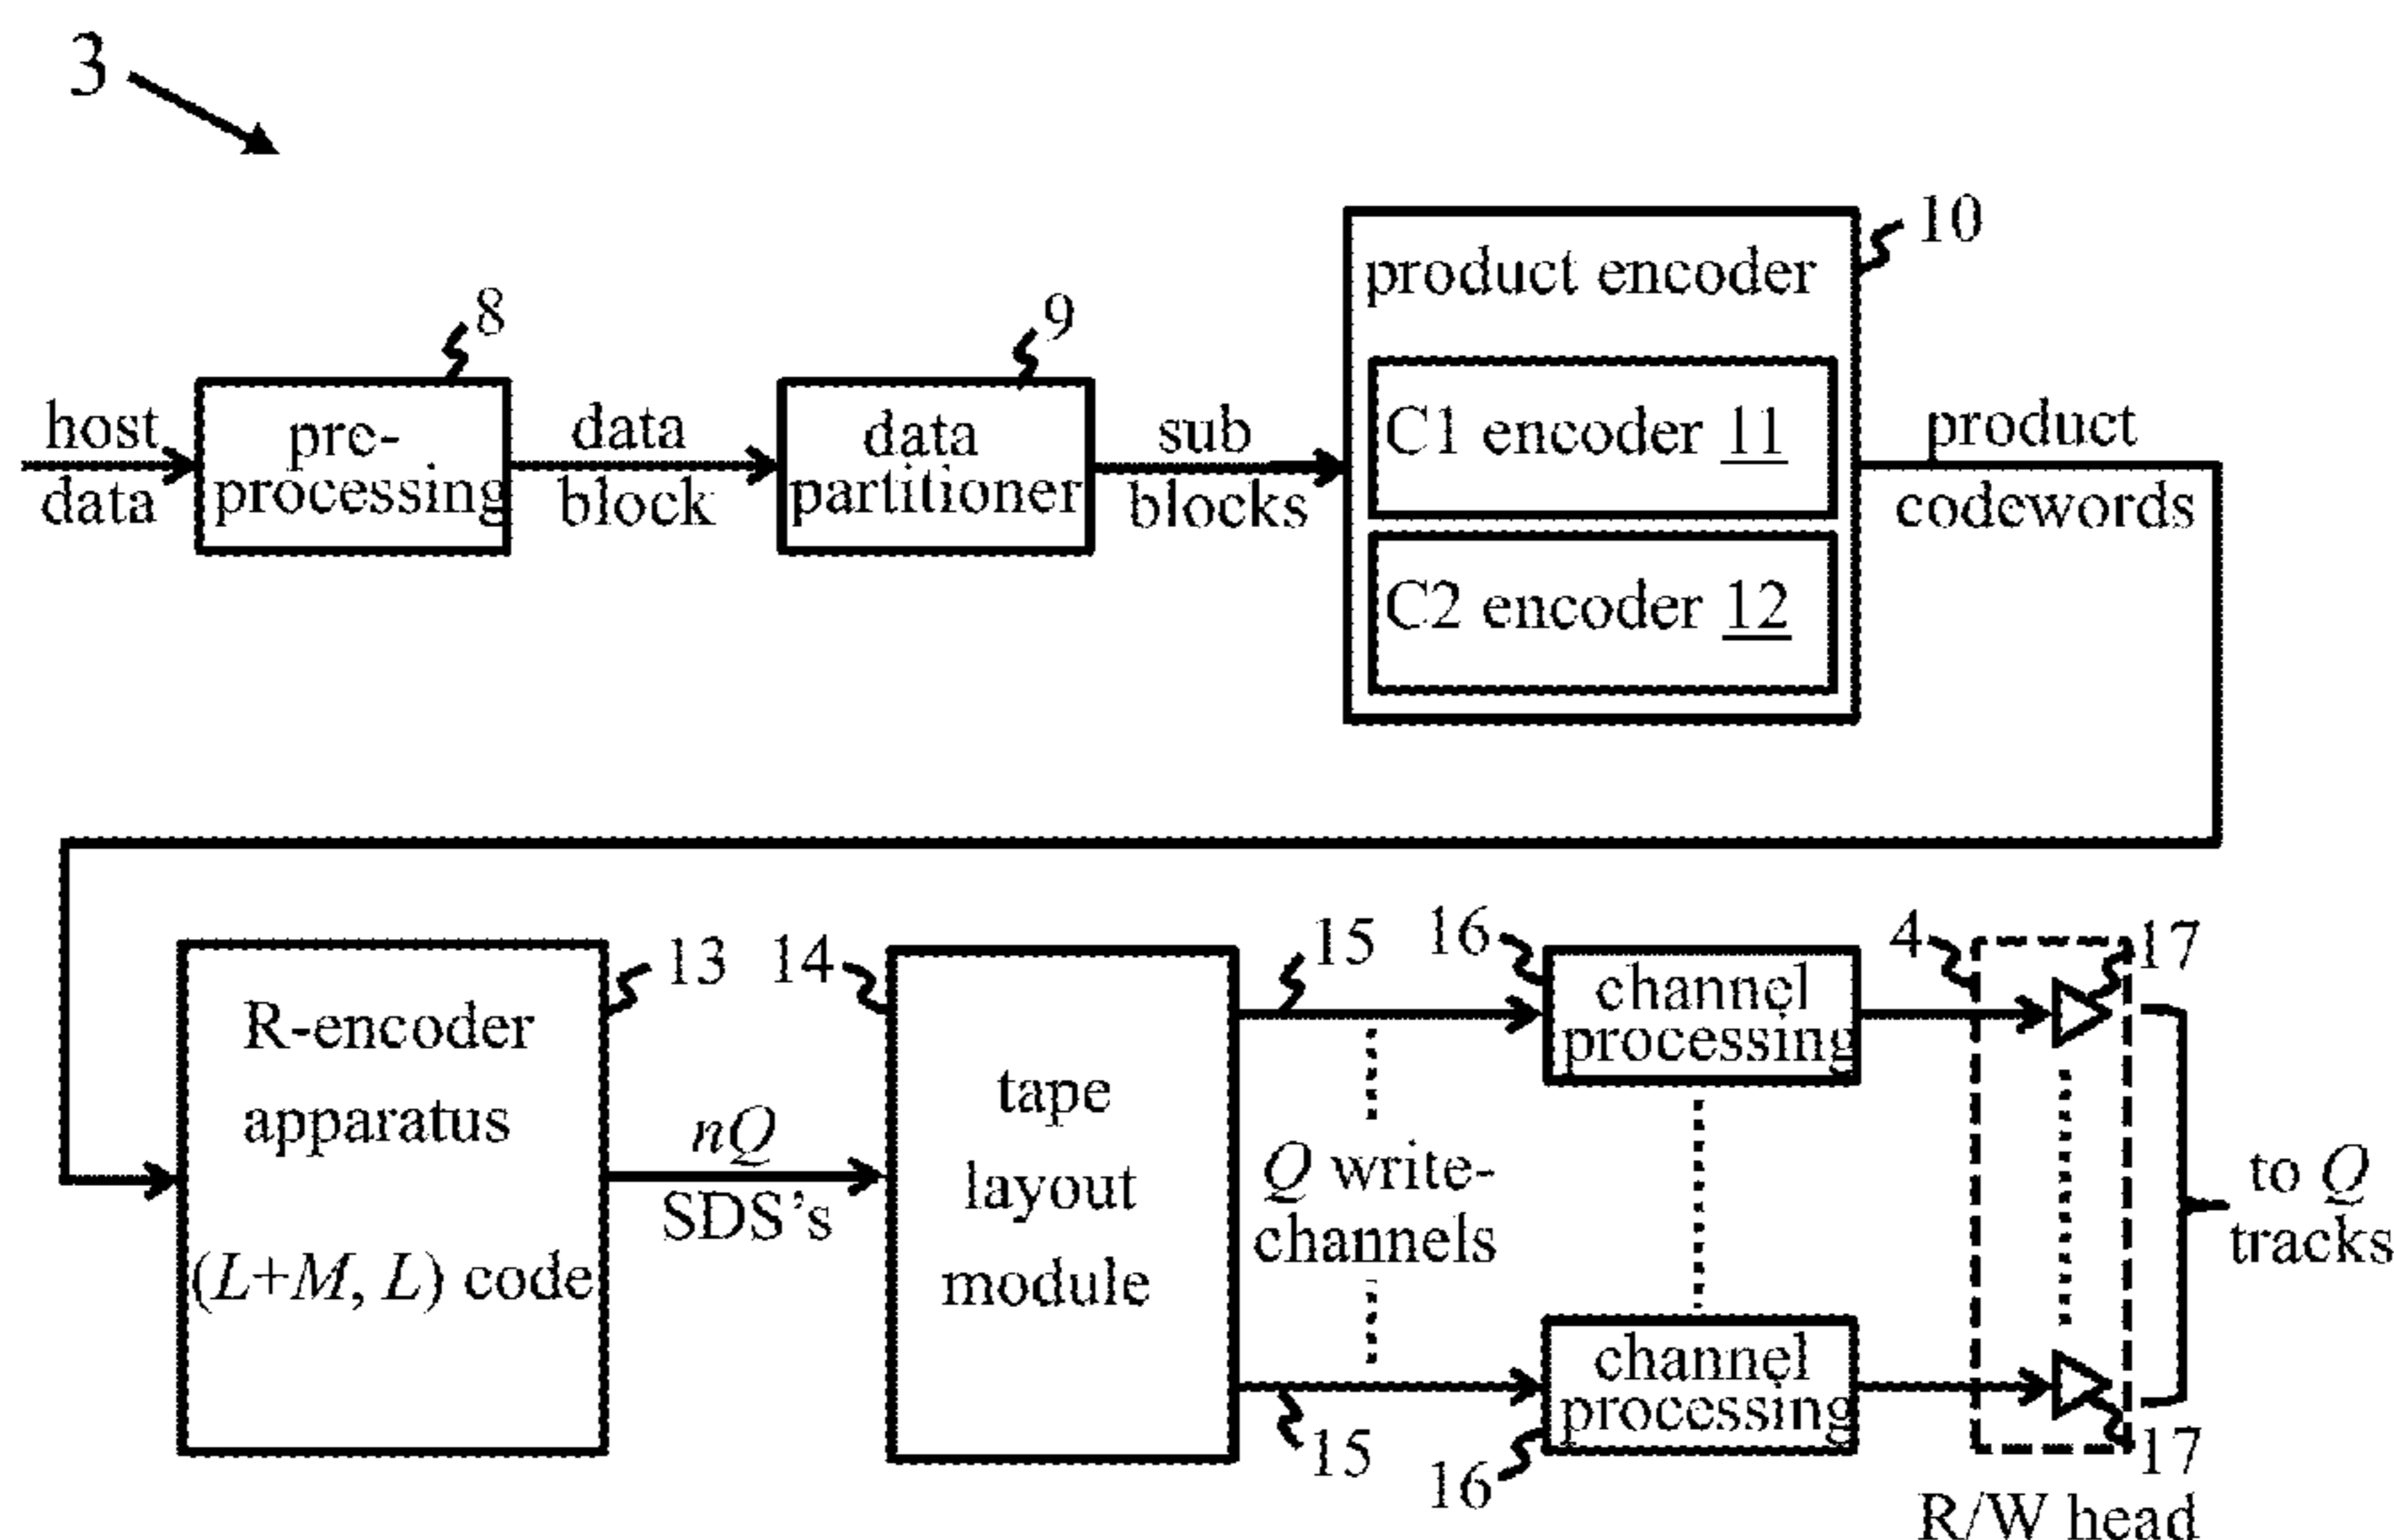 3
10
product encoder
8
9
C1 encoder 11
host
data
pre-
processing
data
block
data
partitioner
sub
blocks
product
codewords
C2 encoder 12
13
14
15
16
4
17
R-encoder
apparatus
(L+M, L) code
nQ
SDS's
tape
layout
module
channel
processing
Q write-
channels
to Q
tracks
channel
processing
15
16
17
R/W head